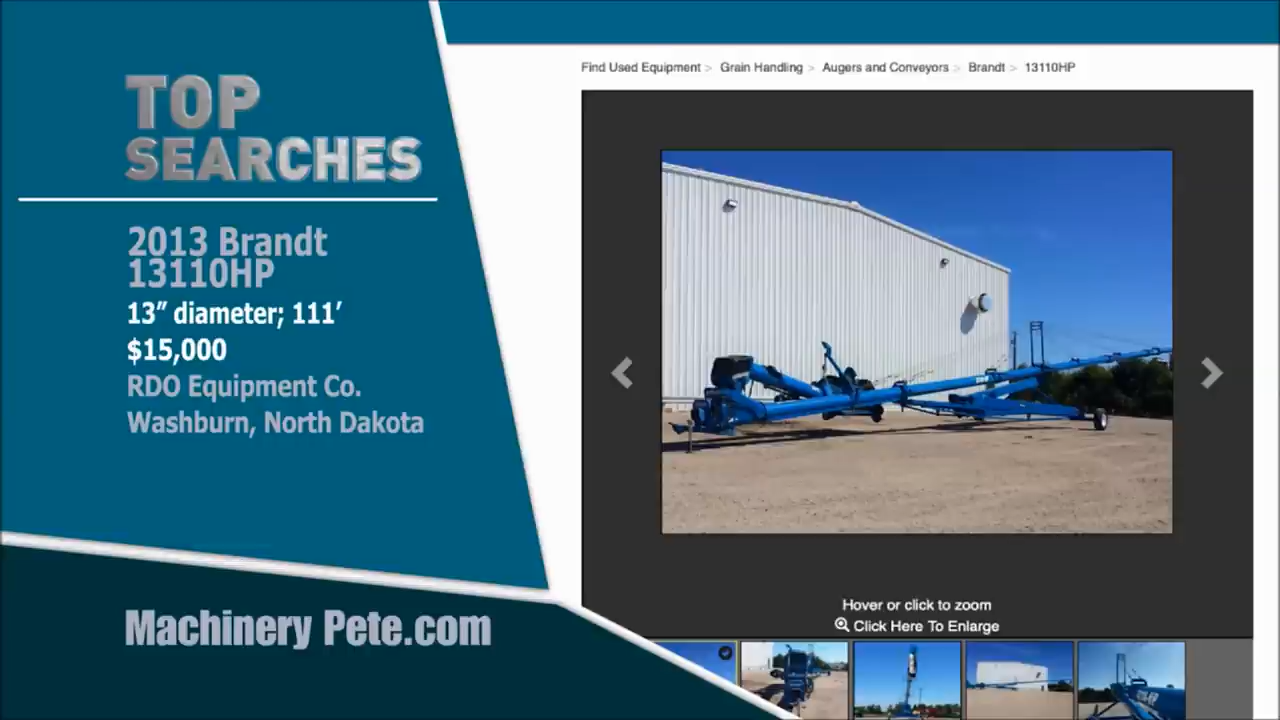 TOP
SEARCHES
2013 Brandt
13110HP
13” diameter; 111’
$15,000
RDO Equipment Co.
Washburn, North Dakota
Machinery Pete.com
Find Used Equipment > Grain Handling > Augers and Conveyors > Brandt > 13110HP
Hover or click to zoom
Click Here To Enlarge